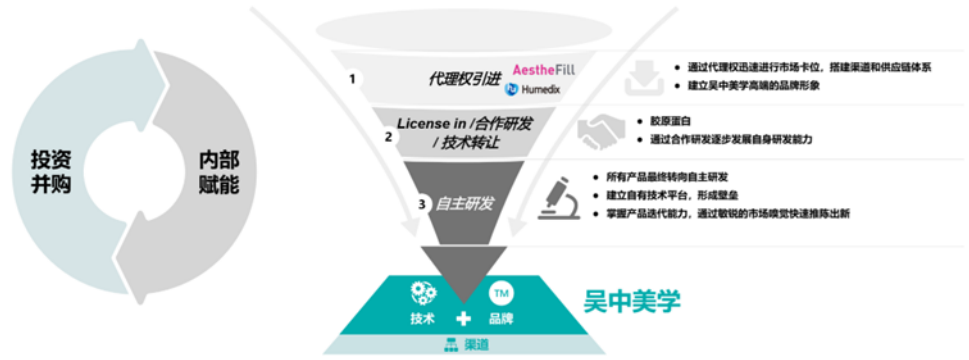 投资
并购
内部
赋能
1
代理权引进
AestheFill
Humedix
通过代理权迅速进行市场卡位，搭建渠道和供应链体系
建立吴中美学高端的品牌形象
2
License in /合作研发
/ 技术转让
胶原蛋白
通过合作研发逐步发展自身研发能力
3
自主研发
所有产品最终转向自主研发
建立自有技术平台，形成壁垒
掌握产品迭代能力，通过敏锐的市场嗅觉快速推陈出新
TM
技术
品牌
渠道
吴中美学